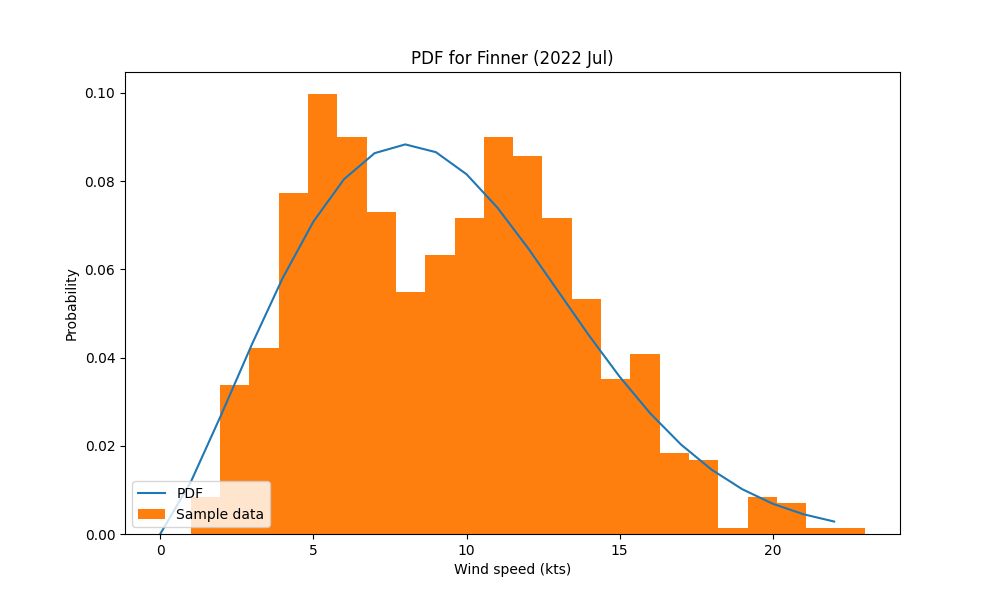 PDF for Finner (2022 Jul)
0.10
0.08
0.06
0.04
0.02
0.00
Probability
PDF
Sample data
0 5 10 15 20
Wind speed (kts)